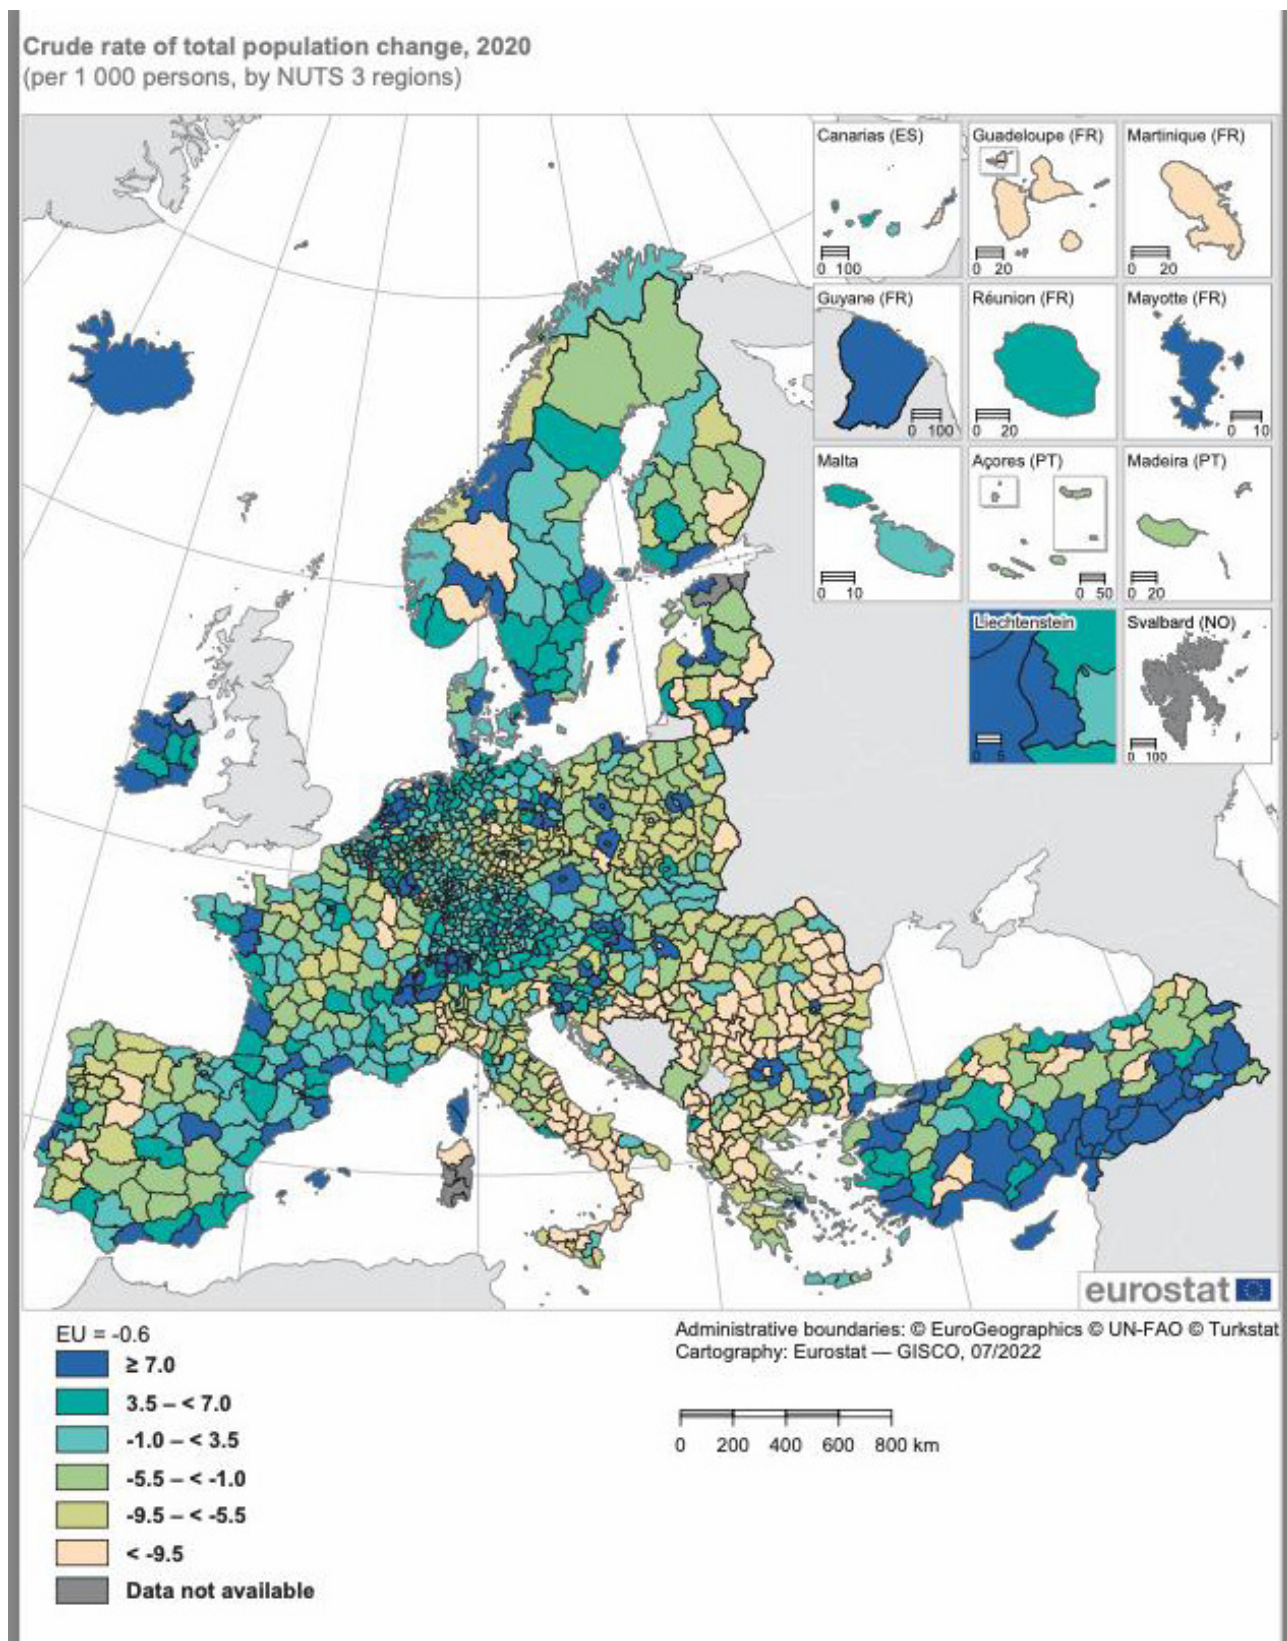 Crude rate of total population change, 2020
(per 1 000 persons, by NUTS 3 regions)
Canarias (ES)
0 100
Guadeloupe (FR)
0 20
Martinique (FR)
0 20
Guyane (FR)
0 100
Réunion (FR)
0 20
Mayotte (FR)
0 10
Malta
0 10
Açores (PT)
0 50
Madeira (PT)
0 20
Liechtenstein
0 5
Svalbard (NO)
0 100
eurostat
EU = -0.6
≥ 7.0
3.5 – < 7.0
-1.0 – < 3.5
-5.5 – < -1.0
-9.5 – < -5.5
< -9.5
Data not available
Administrative boundaries: © EuroGeographics © UN-FAO © Turkstat
Cartography: Eurostat — GISCO, 07/2022
0 200 400 600 800 km